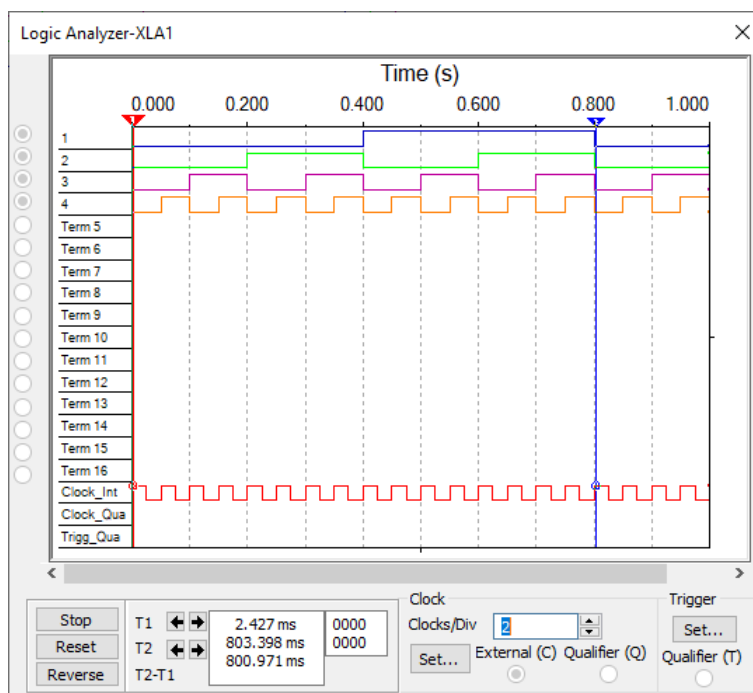 Logic Analyzer-XLA1
Time (s)
0.000 0.200 0.400 0.600 0.800 1.000
1
2
1
2
3
4
Term 5
Term 6
Term 7
Term 8
Term 9
Term 10
Term 11
Term 12
Term 13
Term 14
Term 15
Term 16
Clock_Int
Clock_Qua
Trigg_Qua
Stop
Reset
Reverse
T1 2.427 ms 0000
T2 803.398 ms 0000
T2-T1 800.971 ms
Clock
Clocks/Div 2
Set... External (C) Qualifier (Q)
Trigger
Set...
Qualifier (T)